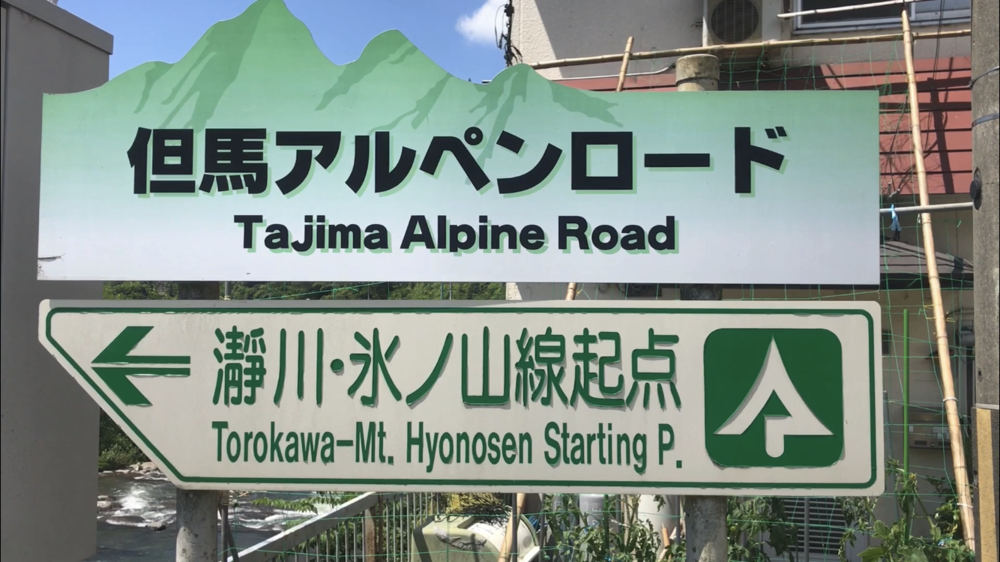 但馬アルペンロード
Tajima Alpine Road
瀞川・氷ノ山線起点
Torokawa-Mt. Hyonosen Starting P.